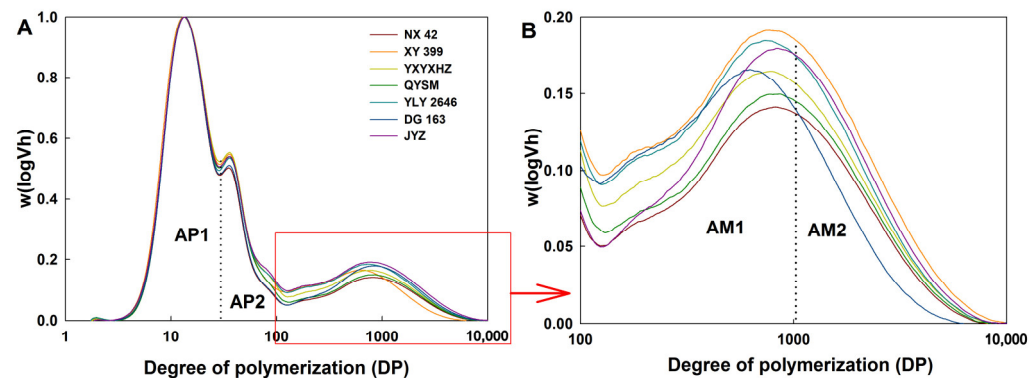 A
1.0
0.8
0.6
0.4
0.2
0.0
w(logVh)
NX 42
XY 399
YXYXHZ
QYSM
YLY 2646
DG 163
JYZ
AP1
AP2
1 10 100 1000 10,000
Degree of polymerization (DP)
B
0.20
0.15
0.10
0.05
0.00
w(logVh)
AM1 AM2
100 1000 10,000
Degree of polymerization (DP)